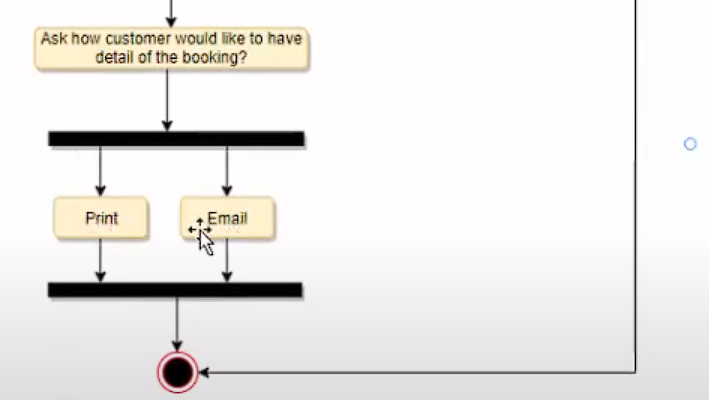 Ask how customer would like to have
detail of the booking?
Print
Email